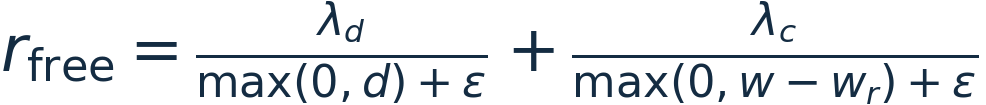 r_free = λ_d / (max(0, d) + ε) + λ_c / (max(0, w − w_r) + ε)